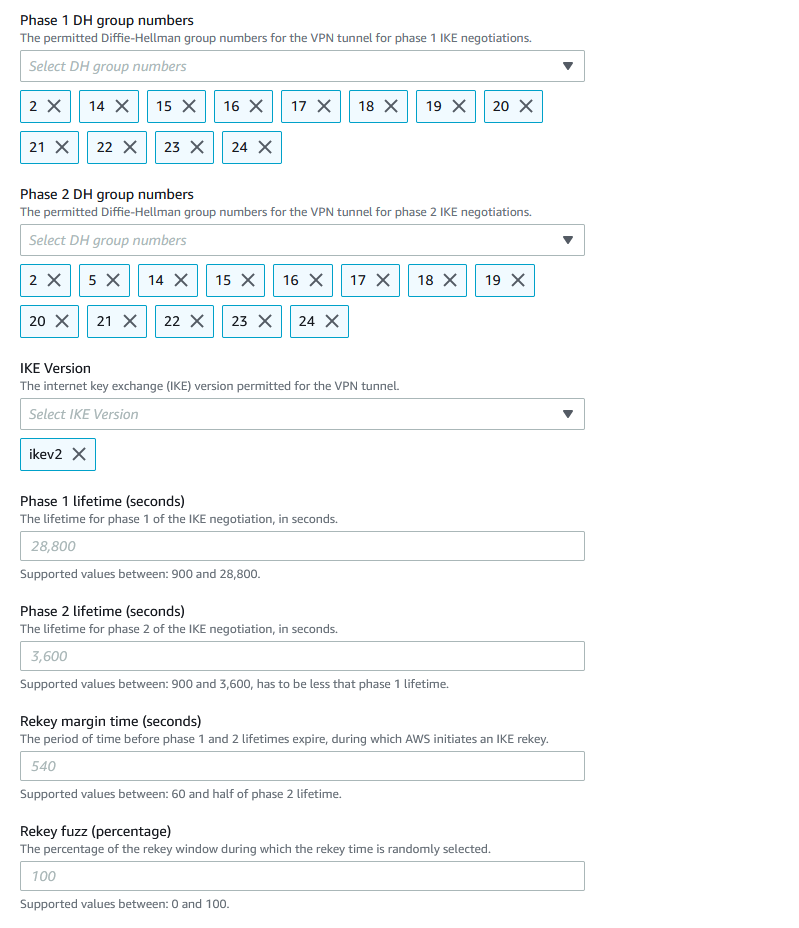 Phase 1 DH group numbers
The permitted Diffie-Hellman group numbers for the VPN tunnel for phase 1 IKE negotiations.
Select DH group numbers
2 14 15 16 17 18 19 20
21 22 23 24
Phase 2 DH group numbers
The permitted Diffie-Hellman group numbers for the VPN tunnel for phase 2 IKE negotiations.
Select DH group numbers
2 5 14 15 16 17 18 19
20 21 22 23 24
IKE Version
The internet key exchange (IKE) version permitted for the VPN tunnel.
Select IKE Version
ikev2
Phase 1 lifetime (seconds)
The lifetime for phase 1 of the IKE negotiation, in seconds.
28,800
Supported values between: 900 and 28,800.
Phase 2 lifetime (seconds)
The lifetime for phase 2 of the IKE negotiation, in seconds.
3,600
Supported values between: 900 and 3,600, has to be less that phase 1 lifetime.
Rekey margin time (seconds)
The period of time before phase 1 and 2 lifetimes expire, during which AWS initiates an IKE rekey.
540
Supported values between: 60 and half of phase 2 lifetime.
Rekey fuzz (percentage)
The percentage of the rekey window during which the rekey time is randomly selected.
100
Supported values between: 0 and 100.